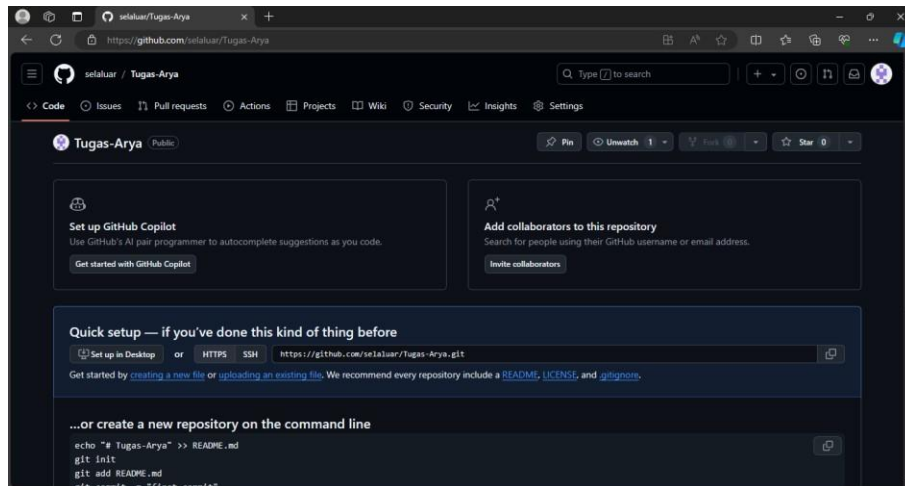 selaluar/Tugas-Arya
https://github.com/selaluar/Tugas-Arya
selaluar / Tugas-Arya
Type / to search
Code Issues Pull requests Actions Projects Wiki Security Insights Settings
Tugas-Arya Public
Pin Unwatch 1 Fork 0 Star 0
Set up GitHub Copilot
Use GitHub's AI pair programmer to autocomplete suggestions as you code.
Get started with GitHub Copilot
Add collaborators to this repository
Search for people using their GitHub username or email address.
Invite collaborators
Quick setup — if you've done this kind of thing before
Set up in Desktop or HTTPS SSH https://github.com/selaluar/Tugas-Arya.git
Get started by creating a new file or uploading an existing file. We recommend every repository include a README, LICENSE, and .gitignore.
...or create a new repository on the command line
echo "# Tugas-Arya" >> README.md
git init
git add README.md
git commit -m "first commit"